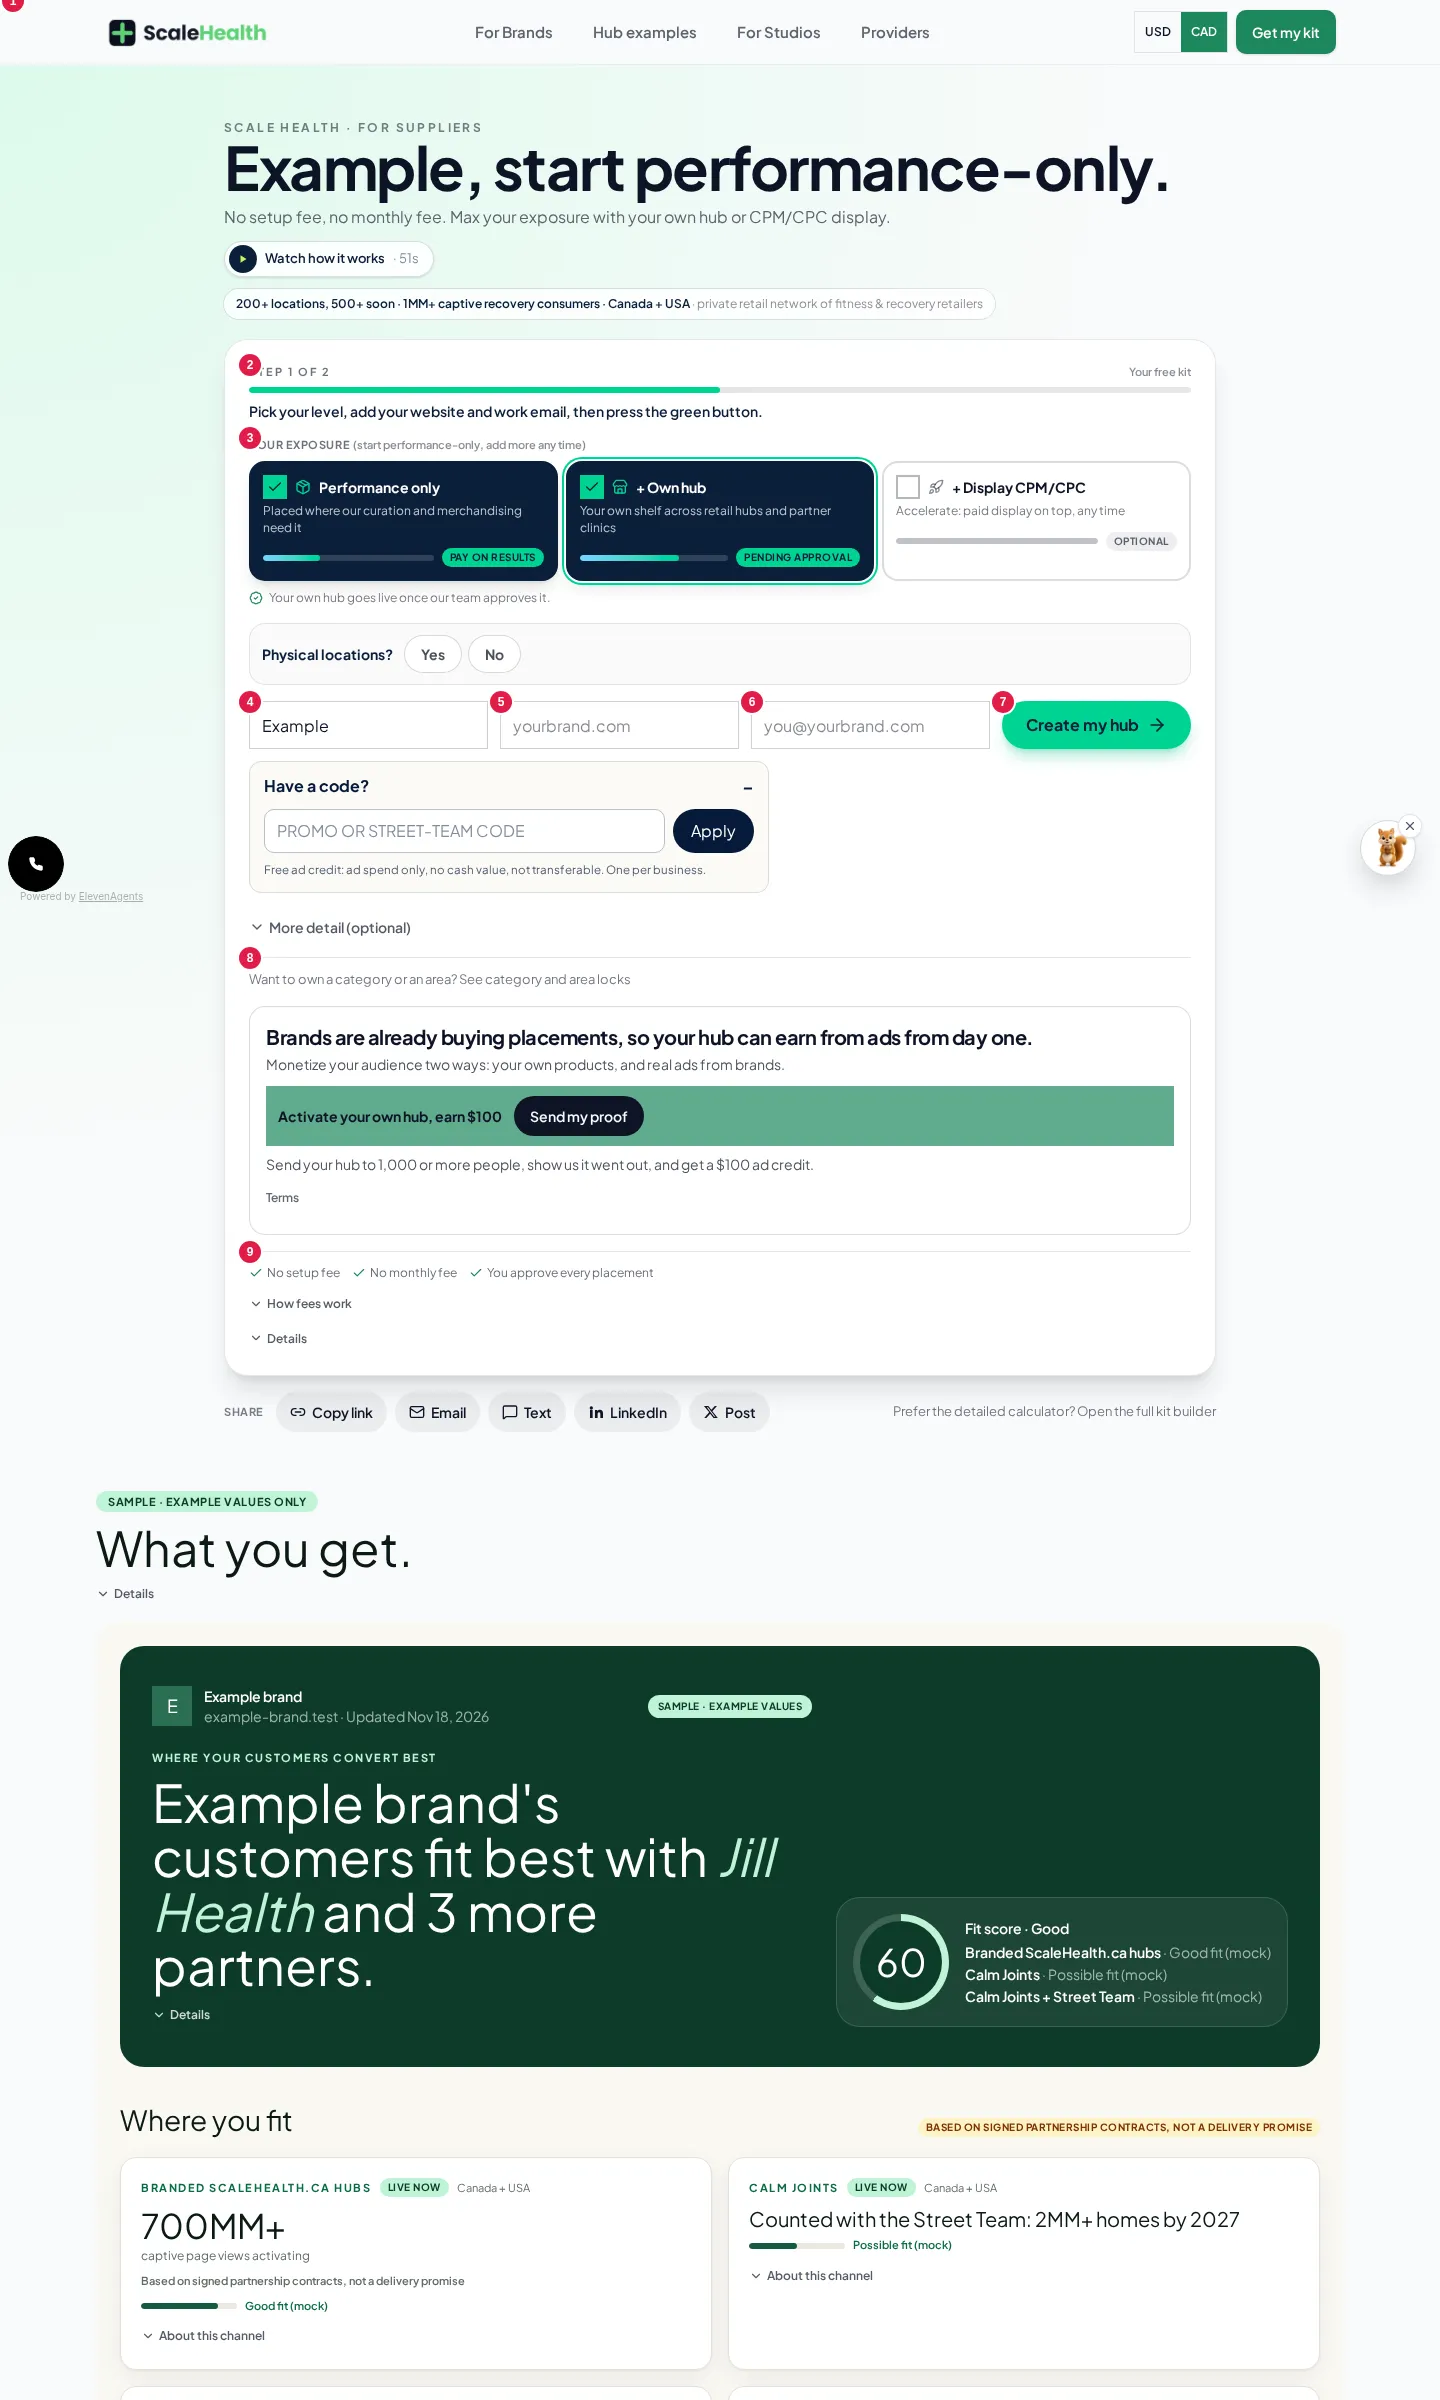 1
ScaleHealth
For Brands
Hub examples
For Studios
Providers
USD
CAD
Get my kit
SCALE HEALTH · FOR SUPPLIERS
Example, start performance-only.
No setup fee, no monthly fee. Max your exposure with your own hub or CPM/CPC display.
Watch how it works · 51s
200+ locations, 500+ soon · 1MM+ captive recovery consumers · Canada + USA · private retail network of fitness & recovery retailers
2
TEP 1 OF 2
Your free kit
Pick your level, add your website and work email, then press the green button.
3
OUR EXPOSURE (start performance-only, add more any time)
Performance only
Placed where our curation and merchandising
need it
PAY ON RESULTS
+ Own hub
Your own shelf across retail hubs and partner
clinics
PENDING APPROVAL
+ Display CPM/CPC
Accelerate: paid display on top, any time
OPTIONAL
Your own hub goes live once our team approves it.
Physical locations?
Yes
No
4
Example
5
yourbrand.com
6
you@yourbrand.com
7
Create my hub
Have a code?
–
PROMO OR STREET-TEAM CODE
Apply
Free ad credit: ad spend only, no cash value, not transferable. One per business.
Powered by ElevenAgents
More detail (optional)
8
Want to own a category or an area? See category and area locks
Brands are already buying placements, so your hub can earn from ads from day one.
Monetize your audience two ways: your own products, and real ads from brands.
Activate your own hub, earn $100
Send my proof
Send your hub to 1,000 or more people, show us it went out, and get a $100 ad credit.
Terms
9
No setup fee
No monthly fee
You approve every placement
How fees work
Details
SHARE
Copy link
Email
Text
LinkedIn
Post
Prefer the detailed calculator? Open the full kit builder
SAMPLE · EXAMPLE VALUES ONLY
What you get.
Details
E
Example brand
example-brand.test · Updated Nov 18, 2026
SAMPLE · EXAMPLE VALUES
WHERE YOUR CUSTOMERS CONVERT BEST
Example brand's
customers fit best with Jill
Health and 3 more
partners.
Details
60
Fit score · Good
Branded ScaleHealth.ca hubs · Good fit (mock)
Calm Joints · Possible fit (mock)
Calm Joints + Street Team · Possible fit (mock)
Where you fit
BASED ON SIGNED PARTNERSHIP CONTRACTS, NOT A DELIVERY PROMISE
BRANDED SCALEHEALTH.CA HUBS
LIVE NOW
Canada + USA
700MM+
captive page views activating
Based on signed partnership contracts, not a delivery promise
Good fit (mock)
About this channel
CALM JOINTS
LIVE NOW
Canada + USA
Counted with the Street Team: 2MM+ homes by 2027
Possible fit (mock)
About this channel